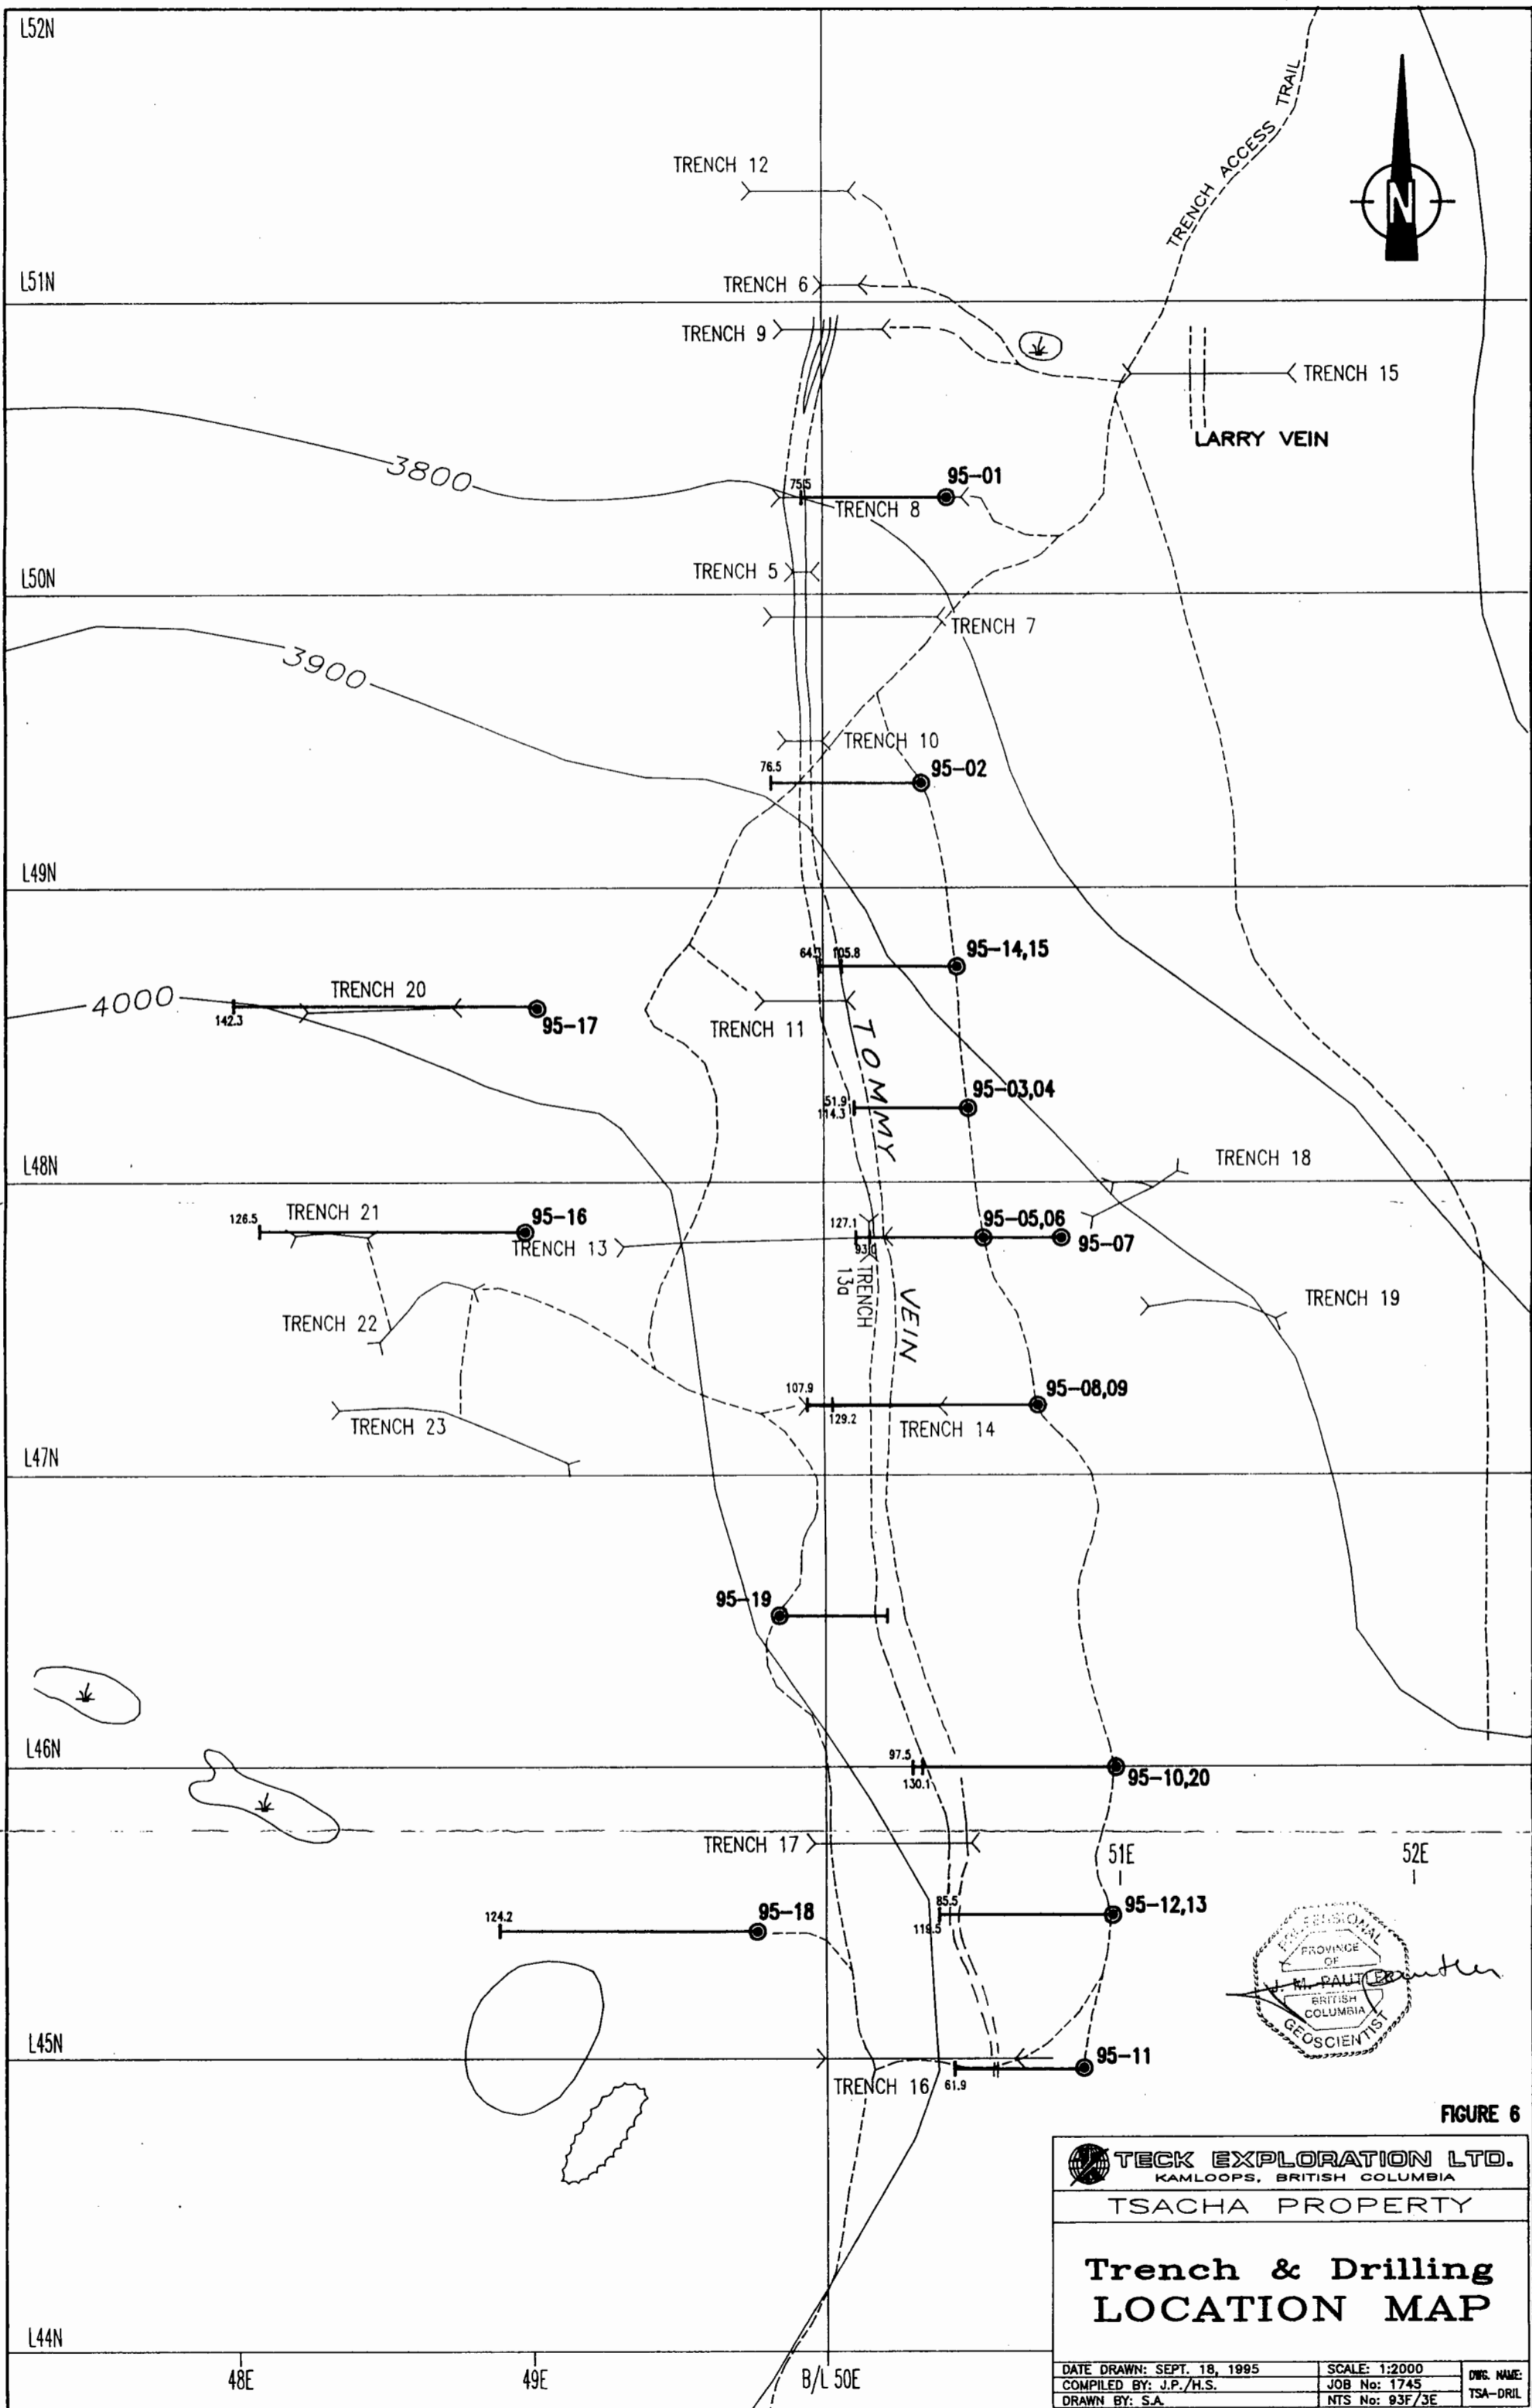 L52N
TRENCH ACCESS TRAIL
N
TRENCH 12
L51N
TRENCH 6
TRENCH 9
TRENCH 15
LARRY VEIN
3800
75.5
95-01
TRENCH 8
TRENCH 5
L50N
TRENCH 7
3900
TRENCH 10
76.5
95-02
L49N
105.8
95-14,15
4000
TRENCH 20
142.3
95-17
TRENCH 11
TOMMY
51.9
114.3
95-03,04
L48N
TRENCH 18
126.5
TRENCH 21
95-16
TRENCH 13
127.1
93.0
95-05,06
95-07
TRENCH
13a
VEIN
TRENCH 19
TRENCH 22
107.9
129.2
95-08,09
TRENCH 14
TRENCH 23
L47N
95-19
L46N
97.5
130.1
95-10,20
TRENCH 17
51E
52E
124.2
95-18
85.5
119.5
95-12,13
PROFESSIONAL
PROVINCE
OF
J. M. PAUTLER
BRITISH
COLUMBIA
GEOSCIENTIST
L45N
TRENCH 16
61.9
95-11
FIGURE 6
TECK EXPLORATION LTD.
KAMLOOPS, BRITISH COLUMBIA
TSACHA PROPERTY
Trench & Drilling
LOCATION MAP
L44N
48E
49E
B/L 50E
DATE DRAWN: SEPT. 18, 1995
SCALE: 1:2000
DWG. NAME:
COMPILED BY: J.P./H.S.
JOB No: 1745
TSA-DRIL
DRAWN BY: S.A.
NTS No: 93F/3E